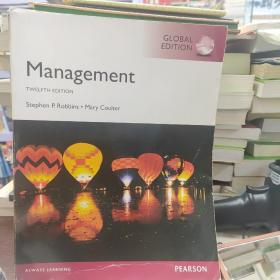 GLOBAL
EDITION
Management
TWELFTH EDITION
Stephen P. Robbins • Mary Coulter
ALWAYS LEARNING
PEARSON